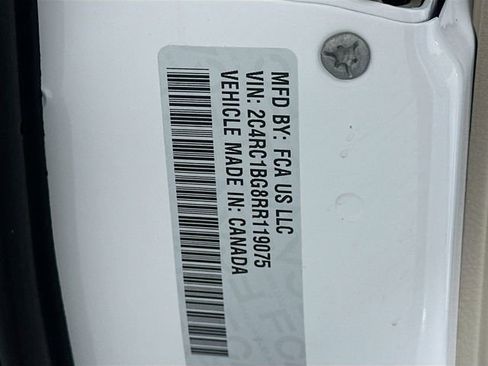 MFD BY: FCA US LLC
VIN: 2C4RC1BG8RR119075
VEHICLE MADE IN: CANADA